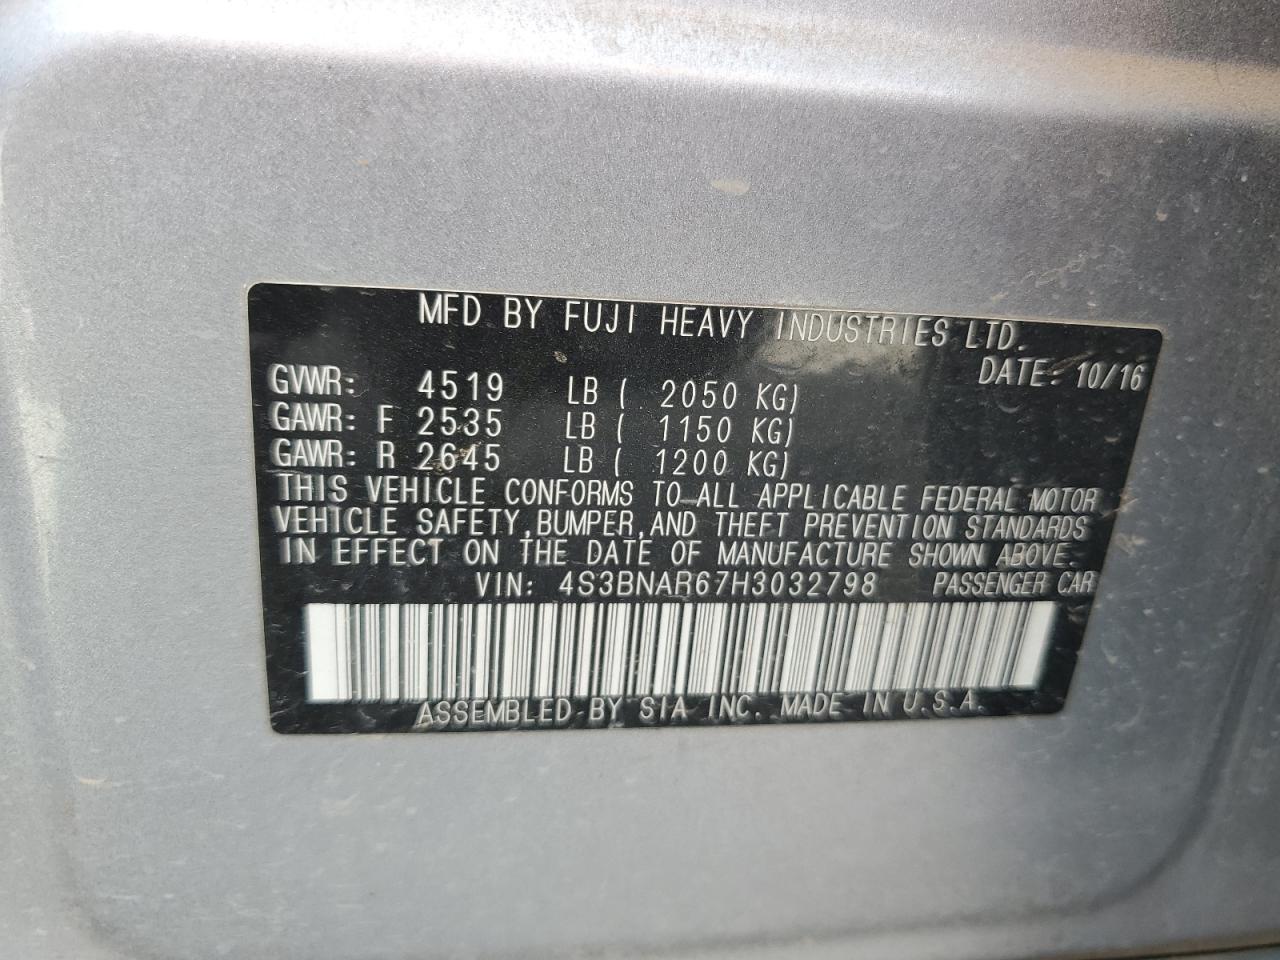 MFD BY FUJI HEAVY INDUSTRIES LTD.
DATE: 10/16
GVWR: 4519 LB ( 2050 KG)
GAWR: F 2535 LB ( 1150 KG)
GAWR: R 2645 LB ( 1200 KG)
THIS VEHICLE CONFORMS TO ALL APPLICABLE FEDERAL MOTOR
VEHICLE SAFETY, BUMPER, AND THEFT PREVENTION STANDARDS
IN EFFECT ON THE DATE OF MANUFACTURE SHOWN ABOVE.
VIN: 4S3BNAR67H3032798 PASSENGER CAR
ASSEMBLED BY SIA INC. MADE IN U.S.A.